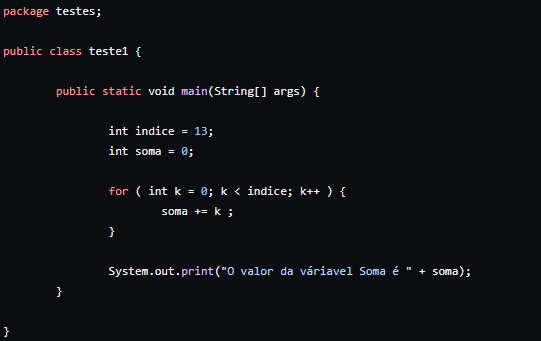 package testes;
public class teste1 {
public static void main(String[] args) {
int indice = 13;
int soma = 0;
for ( int k = 0; k < indice; k++ ) {
soma += k ;
}
System.out.print("O valor da váriavel Soma é " + soma);
}
}